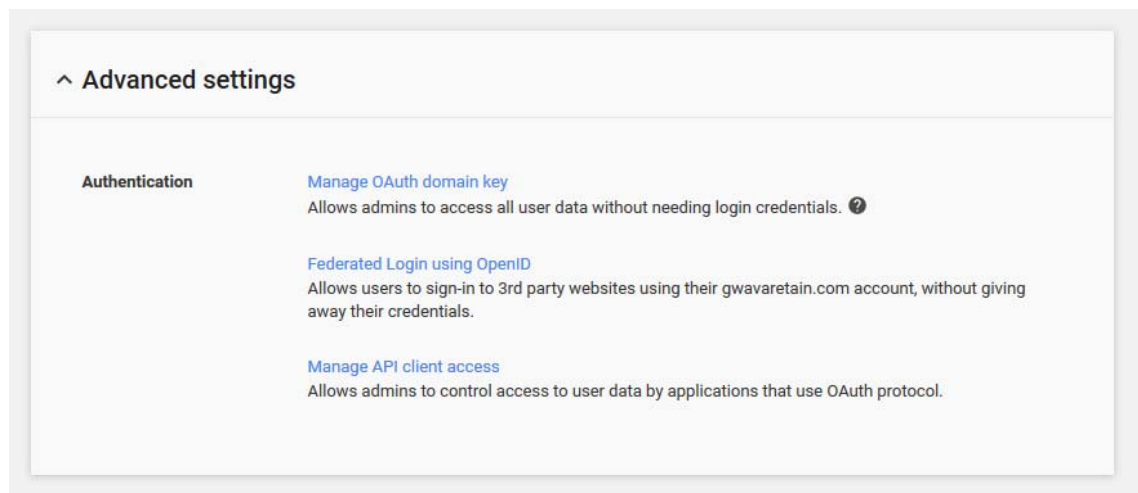 Advanced settings
Authentication
Manage OAuth domain key
Allows admins to access all user data without needing login credentials.
Federated Login using OpenID
Allows users to sign-in to 3rd party websites using their gwavaretain.com account, without giving
away their credentials.
Manage API client access
Allows admins to control access to user data by applications that use OAuth protocol.